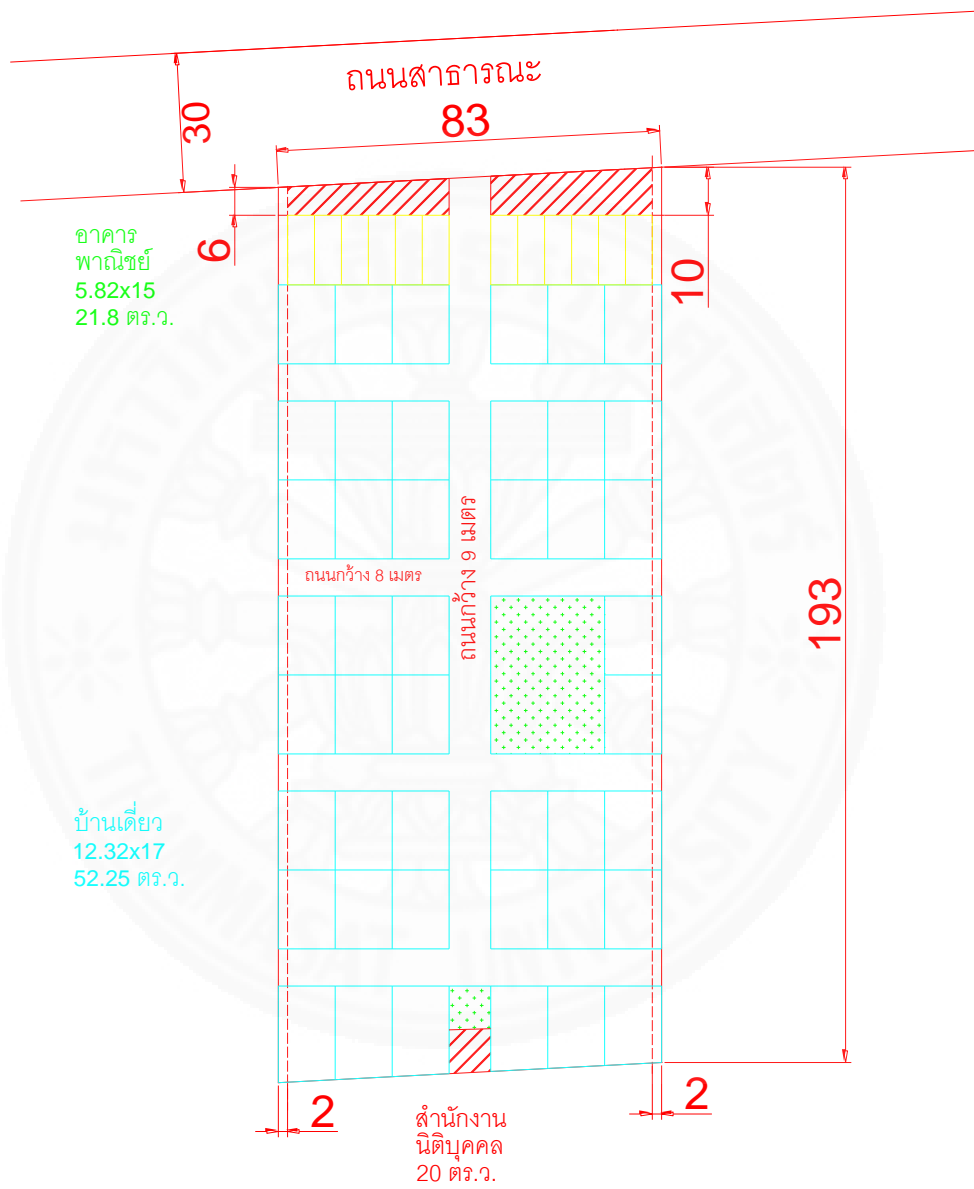 ถนนสาธารณะ
83
30
6
10
อาคาร
พาณิชย์
5.82x15
21.8 ตร.ว.
ถนนกว้าง 9 เมตร
ถนนกว้าง 8 เมตร
193
บ้านเดี่ยว
12.32x17
52.25 ตร.ว.
2
2
สำนักงาน
นิติบุคคล
20 ตร.ว.
THAMMASAT UNIVERSITY